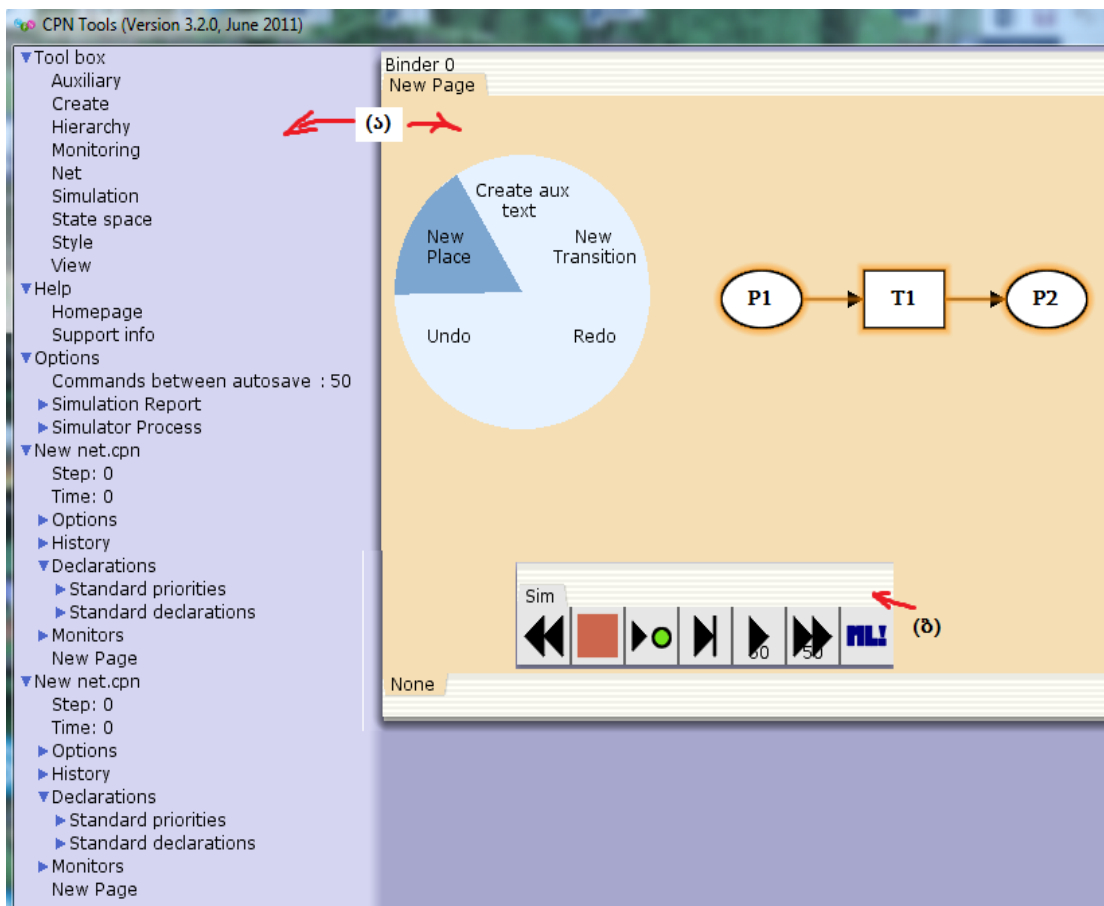 CPN Tools (Version 3.2.0, June 2011)
Tool box
Auxiliary
Create
Hierarchy
Monitoring
Net
Simulation
State space
Style
View
Help
Homepage
Support info
Options
Commands between autosave : 50
Simulation Report
Simulator Process
New net.cpn
Step: 0
Time: 0
Options
History
Declarations
Standard priorities
Standard declarations
Monitors
New Page
New net.cpn
Step: 0
Time: 0
Options
History
Declarations
Standard priorities
Standard declarations
Monitors
New Page
Binder 0
New Page
(ა)
Create aux
text
New
Place
New
Transition
Undo
Redo
P1
T1
P2
Sim
50
50
ML!
(ბ)
None